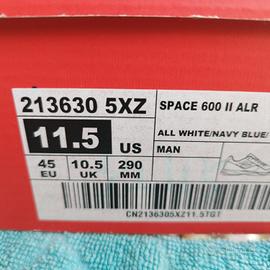 213630 5XZ
SPACE 600 II ALR
11.5 US
ALL WHITE/NAVY BLUE/
MAN
45 10.5 290
EU UK MM
CN2136305XZ11.5TGT